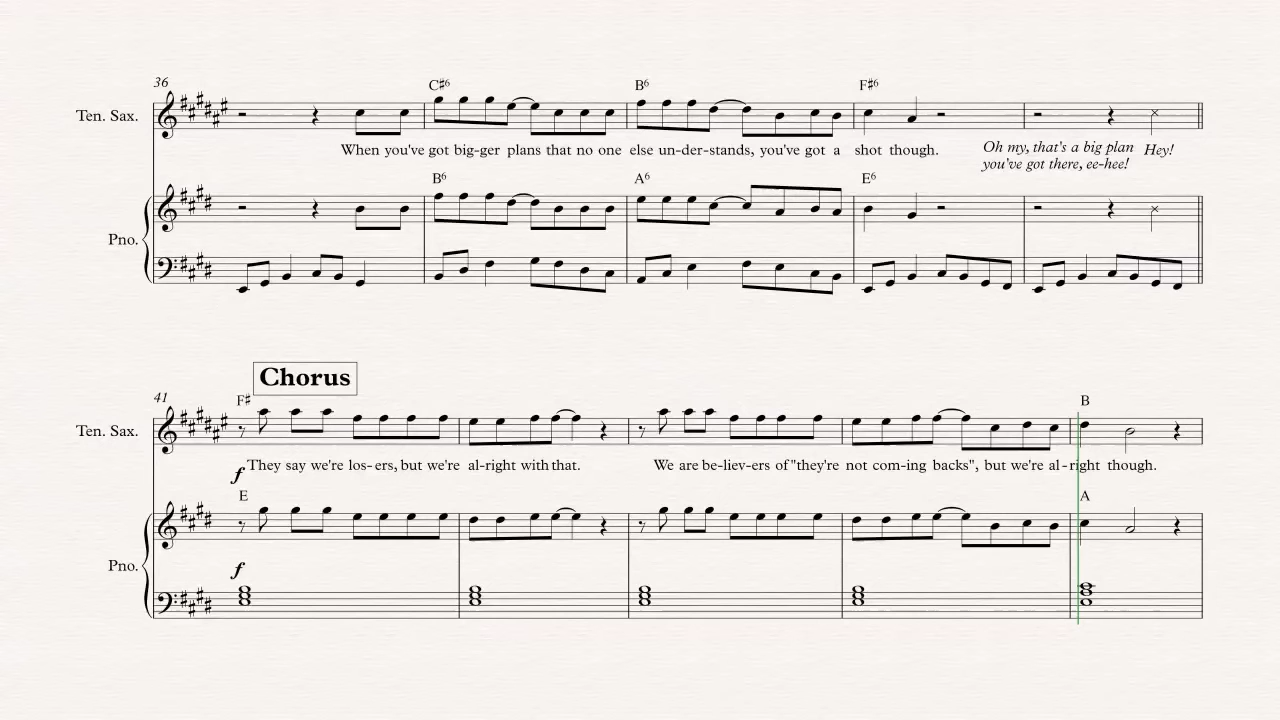 36
C♯6 B6 F♯6
Ten. Sax.
When you've got big-ger plans that no one else un-der-stands, you've got a shot though. Oh my, that's a big plan Hey!
you've got there, ee-hee!
B6 A6 E6
Pno.
Chorus
41
F♯ B
Ten. Sax.
f They say we're los- ers, but we're al-right with that. We are be-liev-ers of "they're not com-ing backs", but we're al-right though.
E A
Pno.
f